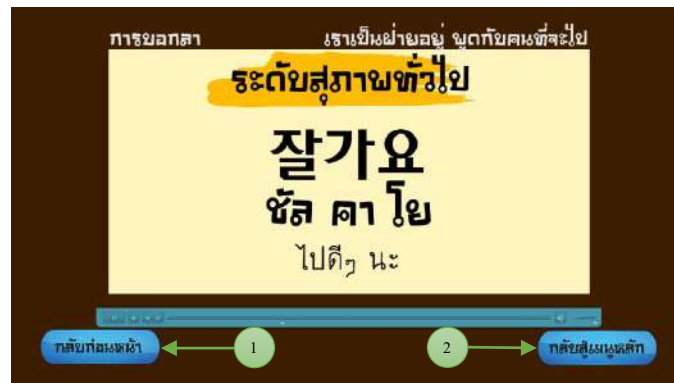 การบอกลา
เราเป็นฝ่ายอยู่ พูดกับคนที่จะไป
ระดับสุภาพทั่วไป
잘가요
ชัล คา โย
ไปดีๆ นะ
กลับก่อนหน้า
1
2
กลับสู่เมนูหลัก